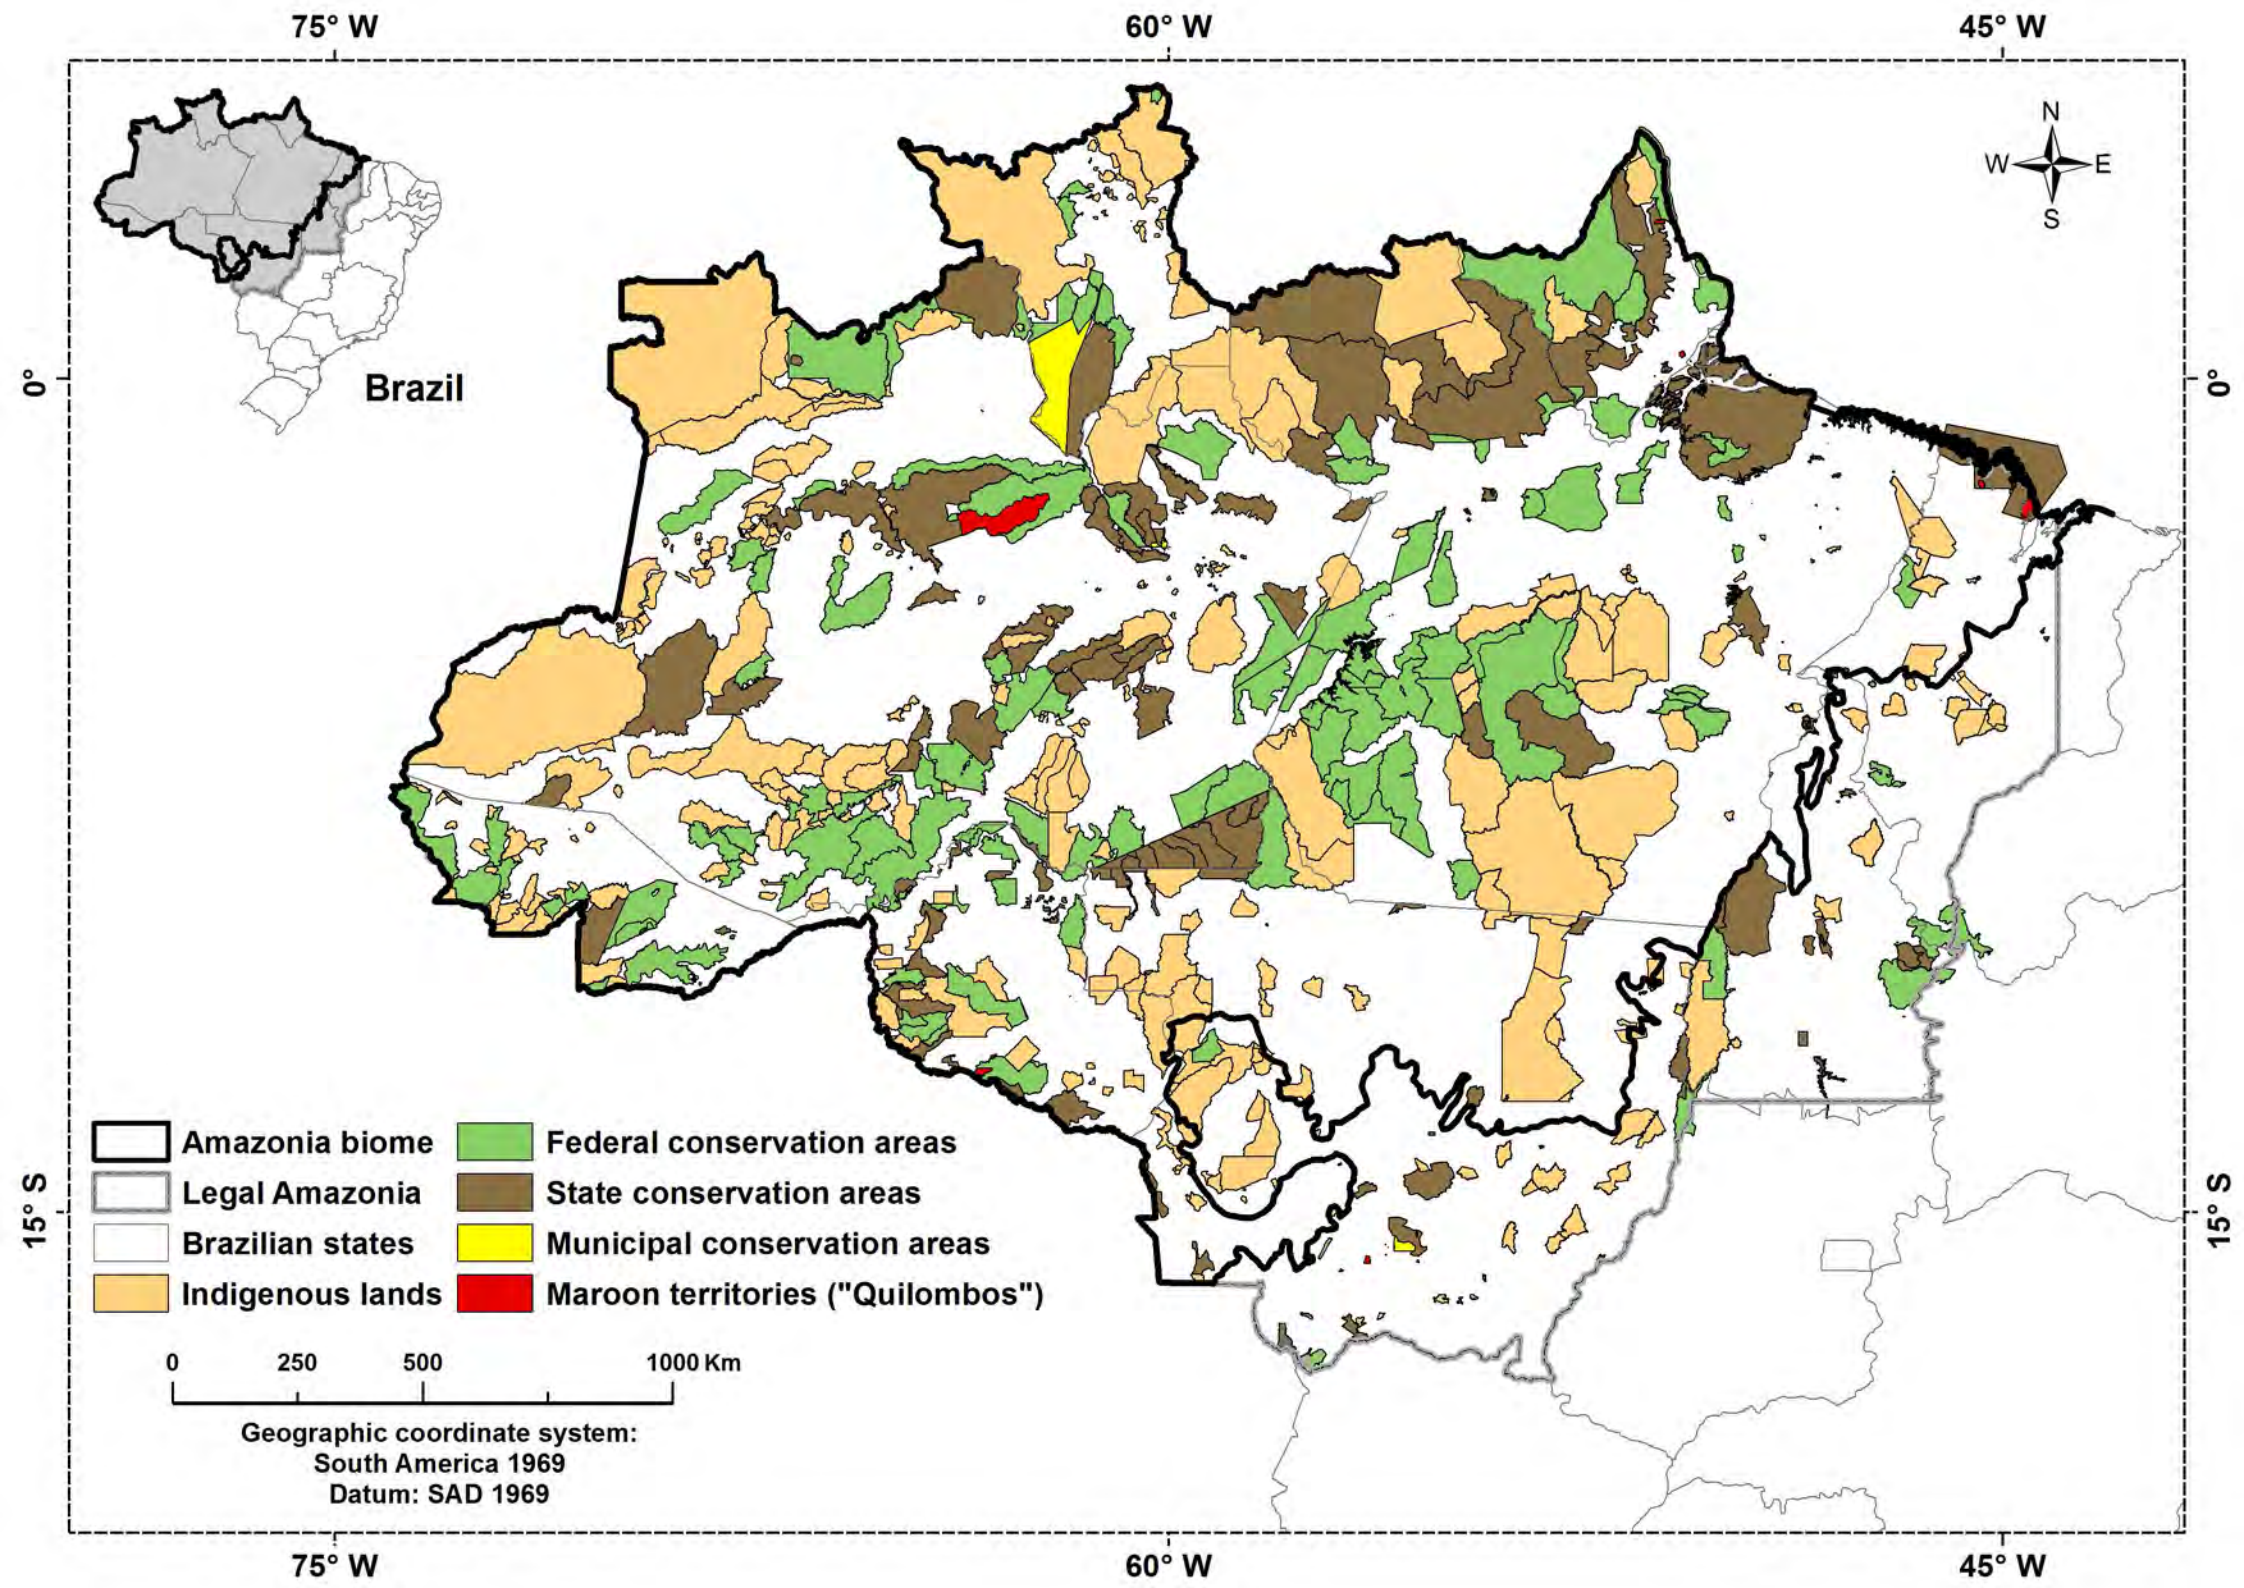 75° W 60° W 45° W
N
W E
S
0° 0°
Brazil
Amazonia biome
Legal Amazonia
Brazilian states
Indigenous lands
Federal conservation areas
State conservation areas
Municipal conservation areas
Maroon territories ("Quilombos")
15° S 15° S
0 250 500 1000 Km
Geographic coordinate system:
South America 1969
Datum: SAD 1969
75° W 60° W 45° W